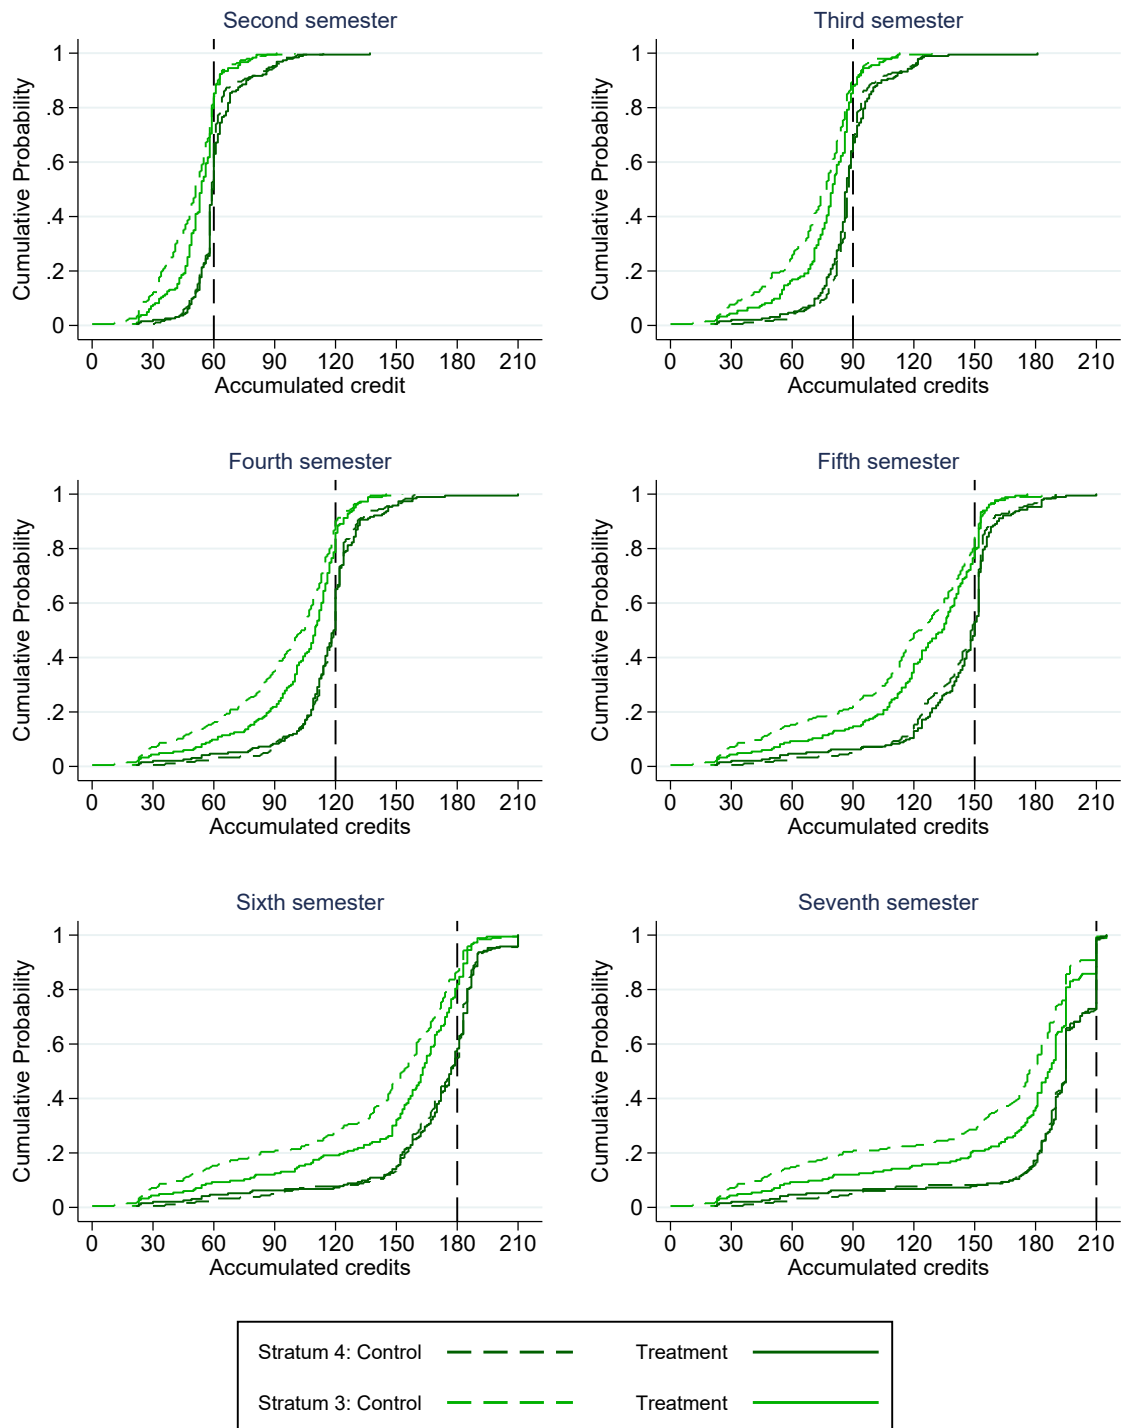 Second semester
Third semester
Cumulative Probability
1
.8
.6
.4
.2
0
0 30 60 90 120 150 180 210
Accumulated credit
Cumulative Probability
1
.8
.6
.4
.2
0
0 30 60 90 120 150 180 210
Accumulated credits
Fourth semester
Fifth semester
Cumulative Probability
1
.8
.6
.4
.2
0
0 30 60 90 120 150 180 210
Accumulated credits
Cumulative Probability
1
.8
.6
.4
.2
0
0 30 60 90 120 150 180 210
Accumulated credits
Sixth semester
Seventh semester
Cumulative Probability
1
.8
.6
.4
.2
0
0 30 60 90 120 150 180 210
Accumulated credits
Cumulative Probability
1
.8
.6
.4
.2
0
0 30 60 90 120 150 180 210
Accumulated credits
Stratum 4: Control Treatment
Stratum 3: Control Treatment